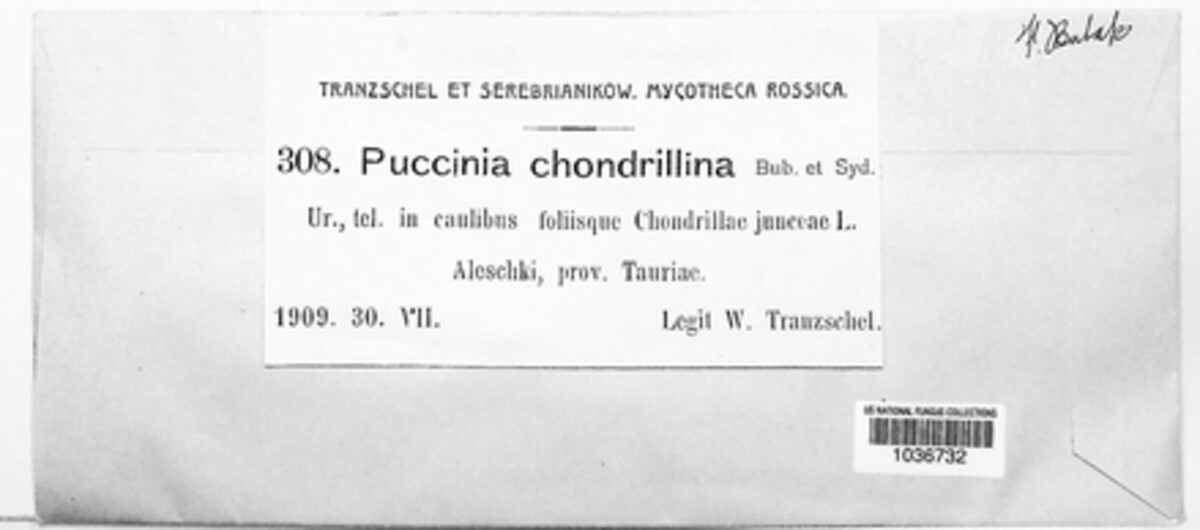 TRANZSCHEL ET SEREBRIANIKOW. MYCOTHECA ROSSICA.
308. Puccinia chondrillina Bub. et Syd.
Ur., tel. in caulibus foliisque Chondrillae junceae L.
Aleschki, prov. Tauriae.
1909. 30. VII. Legit W. Tranzschel.
US NATIONAL FUNGUS COLLECTIONS
1036732